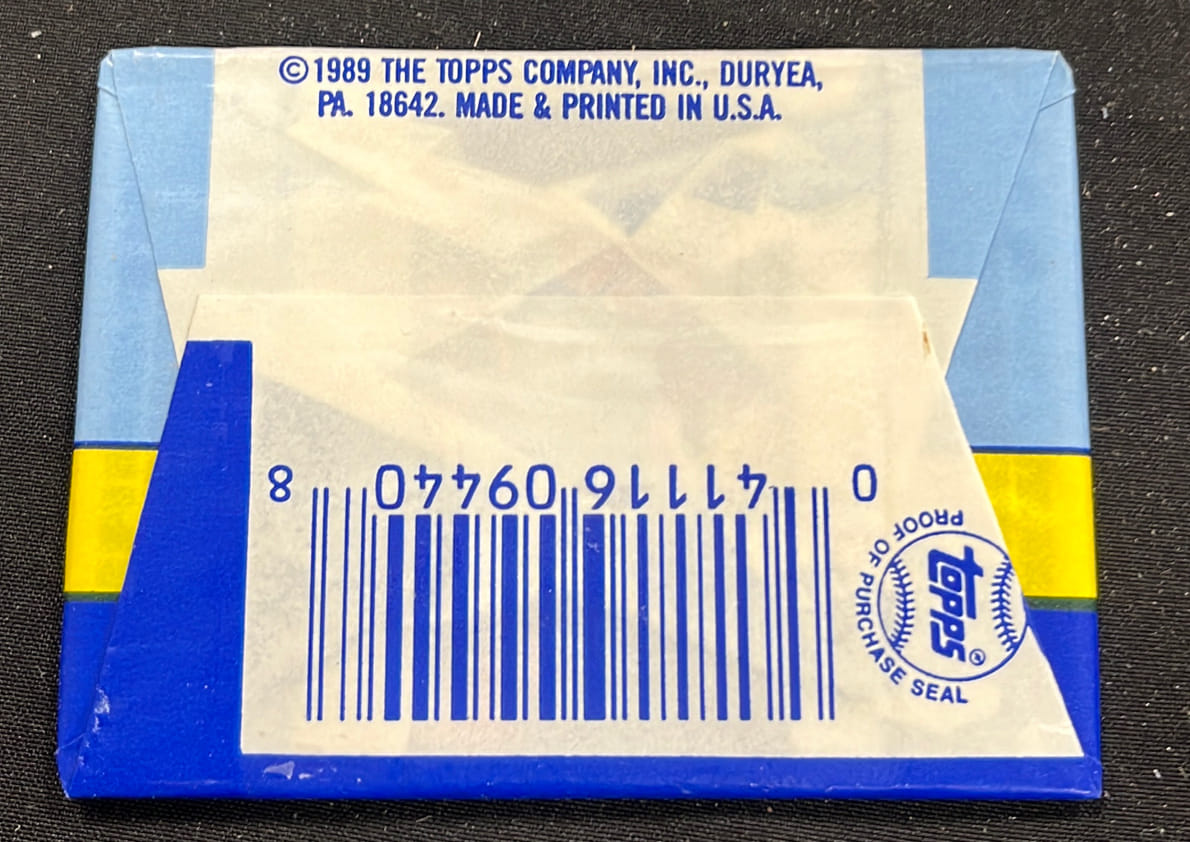 ©1989 THE TOPPS COMPANY, INC., DURYEA,
PA. 18642. MADE & PRINTED IN U.S.A.
0 41116 09440 8
PROOF OF PURCHASE SEAL
topps®